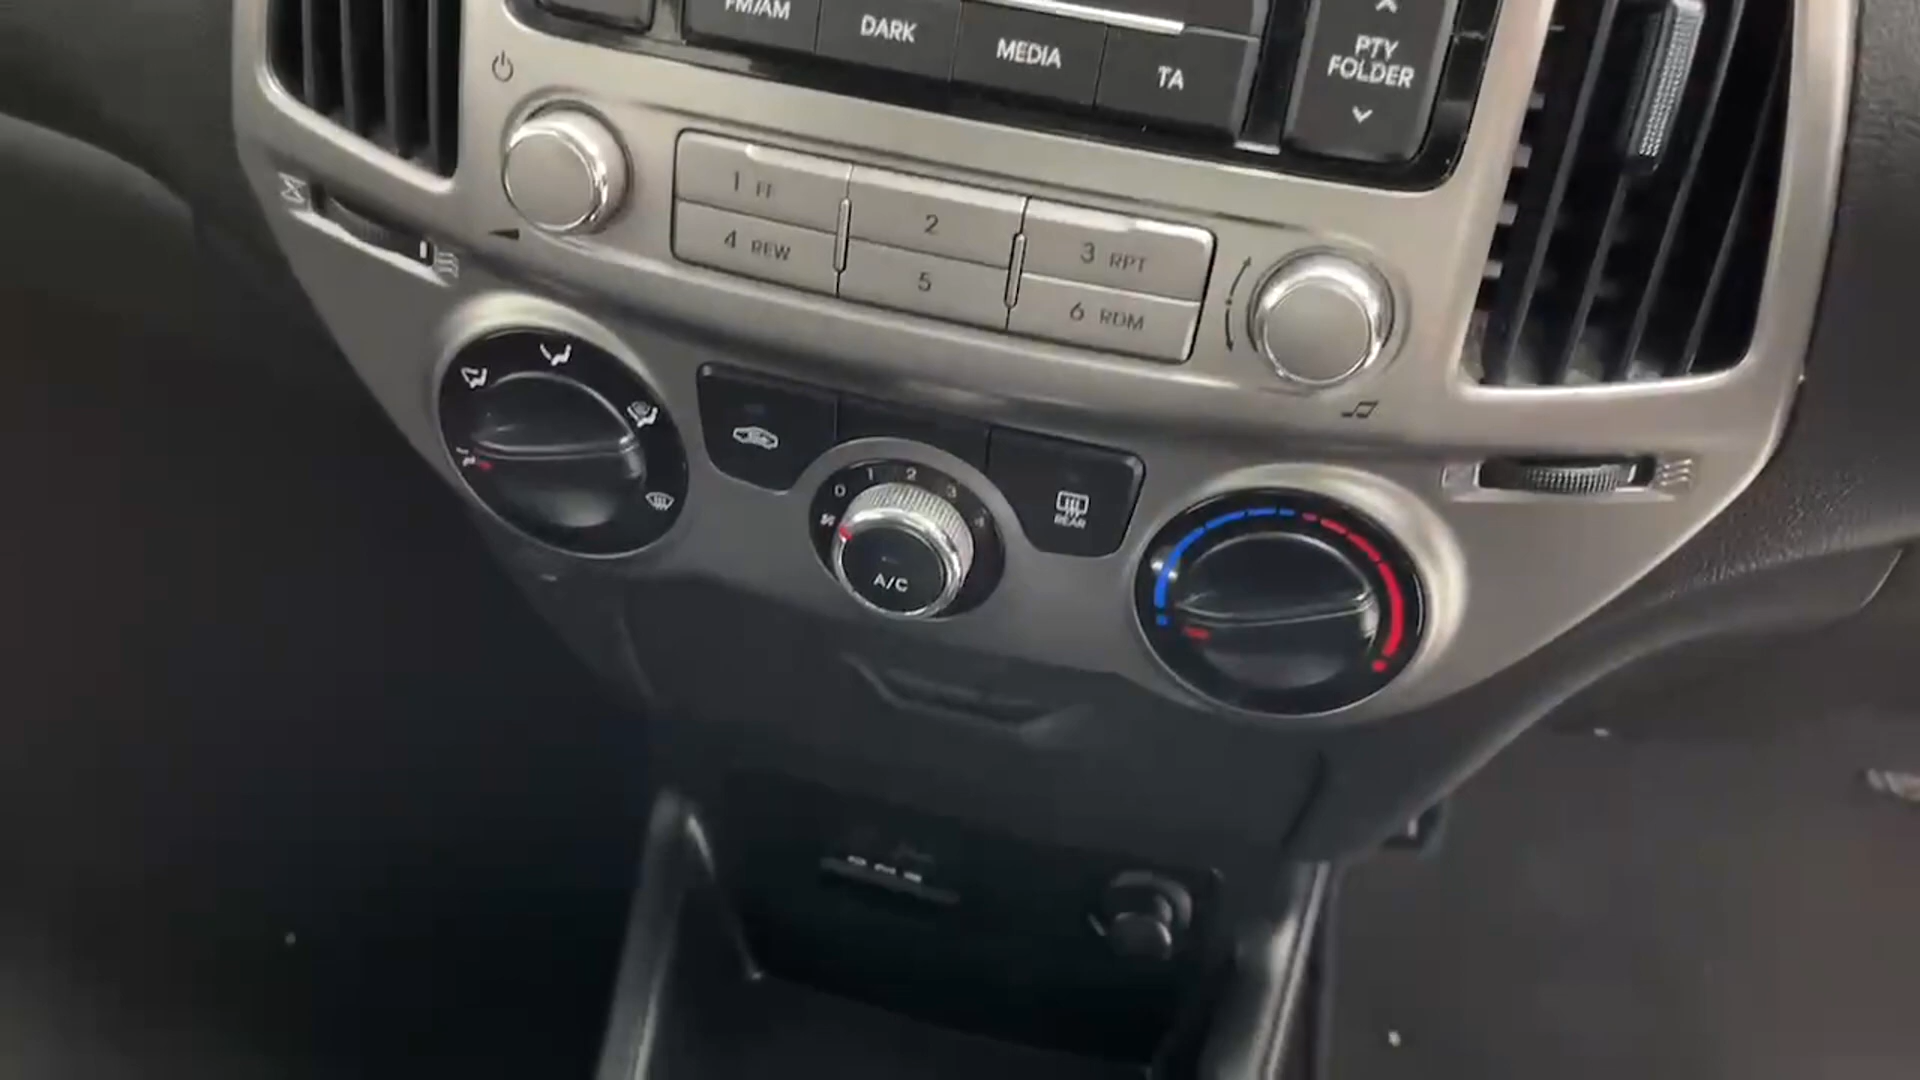 FM/AM
DARK
MEDIA
TA
PTY
FOLDER
1 FF
2
3 RPT
4 REW
5
6 RDM
0 1 2 3
A/C
REAR